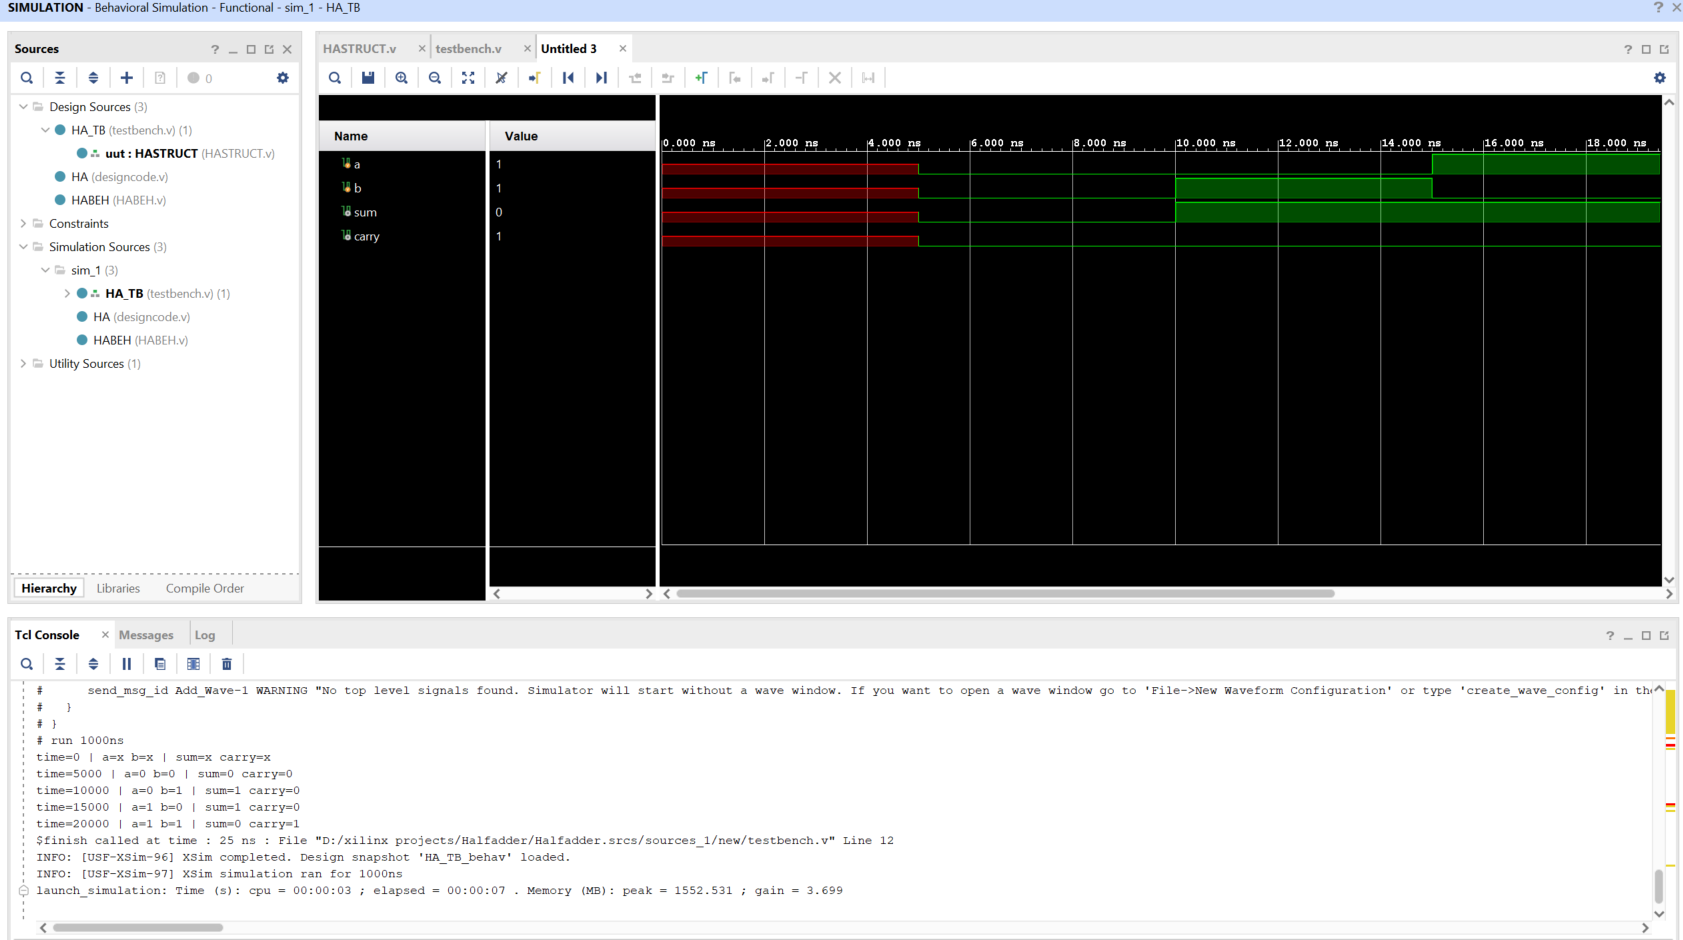 SIMULATION - Behavioral Simulation - Functional - sim_1 - HA_TB
Sources
0
Design Sources (3)
HA_TB (testbench.v) (1)
uut : HASTRUCT (HASTRUCT.v)
HA (designcode.v)
HABEH (HABEH.v)
Constraints
Simulation Sources (3)
sim_1 (3)
HA_TB (testbench.v) (1)
HA (designcode.v)
HABEH (HABEH.v)
Utility Sources (1)
Hierarchy Libraries Compile Order
HASTRUCT.v testbench.v Untitled 3
Name Value
0.000 ns 2.000 ns 4.000 ns 6.000 ns 8.000 ns 10.000 ns 12.000 ns 14.000 ns 16.000 ns 18.000 ns
a 1
b 1
sum 0
carry 1
Tcl Console Messages Log
# send_msg_id Add_Wave-1 WARNING "No top level signals found. Simulator will start without a wave window. If you want to open a wave window go to 'File->New Waveform Configuration' or type 'create_wave_config' in the
# }
# }
# run 1000ns
time=0 | a=x b=x | sum=x carry=x
time=5000 | a=0 b=0 | sum=0 carry=0
time=10000 | a=0 b=1 | sum=1 carry=0
time=15000 | a=1 b=0 | sum=1 carry=0
time=20000 | a=1 b=1 | sum=0 carry=1
$finish called at time : 25 ns : File "D:/xilinx projects/Halfadder/Halfadder.srcs/sources_1/new/testbench.v" Line 12
INFO: [USF-XSim-96] XSim completed. Design snapshot 'HA_TB_behav' loaded.
INFO: [USF-XSim-97] XSim simulation ran for 1000ns
launch_simulation: Time (s): cpu = 00:00:03 ; elapsed = 00:00:07 . Memory (MB): peak = 1552.531 ; gain = 3.699